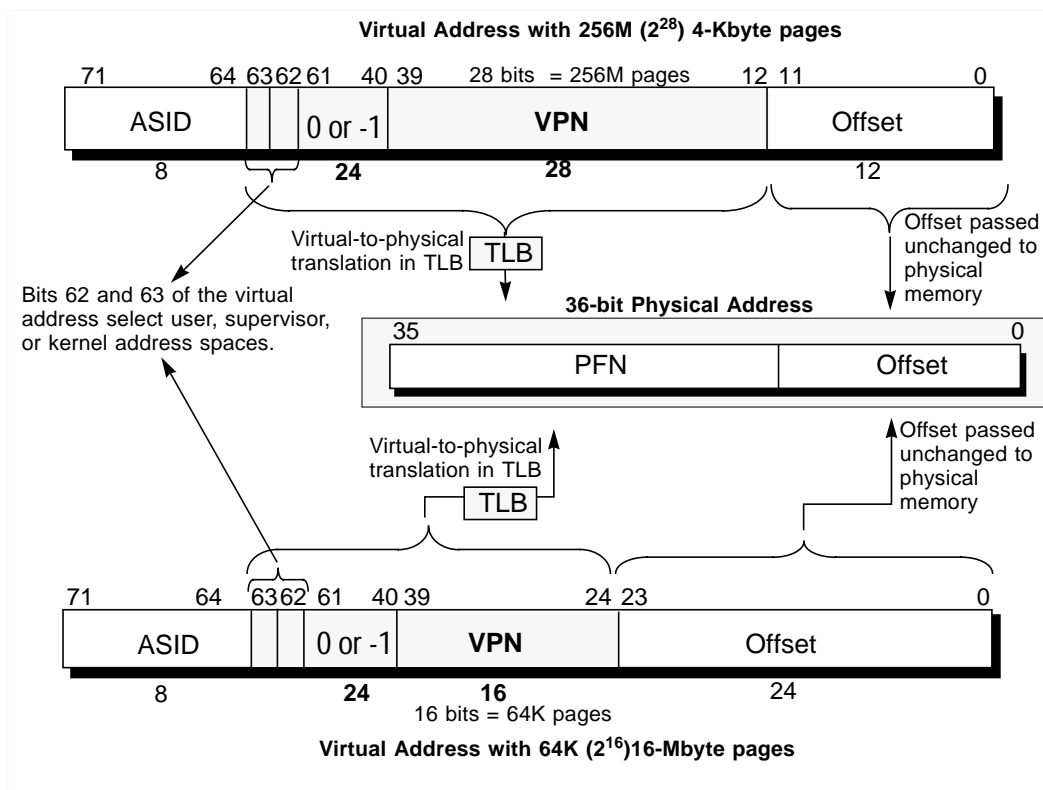 Virtual Address with 256M (2²⁸) 4-Kbyte pages
71 64 63 62 61 40 39 28 bits = 256M pages 12 11 0
ASID 0 or -1 VPN Offset
8 24 28 12
Virtual-to-physical
translation in TLB
TLB
Offset passed
unchanged to
physical
memory
Bits 62 and 63 of the virtual
address select user, supervisor,
or kernel address spaces.
36-bit Physical Address
35 0
PFN Offset
Virtual-to-physical
translation in TLB
TLB
Offset passed
unchanged to
physical
memory
71 64 63 62 61 40 39 24 23 0
ASID 0 or -1 VPN Offset
8 24 16 24
16 bits = 64K pages
Virtual Address with 64K (2¹⁶)16-Mbyte pages